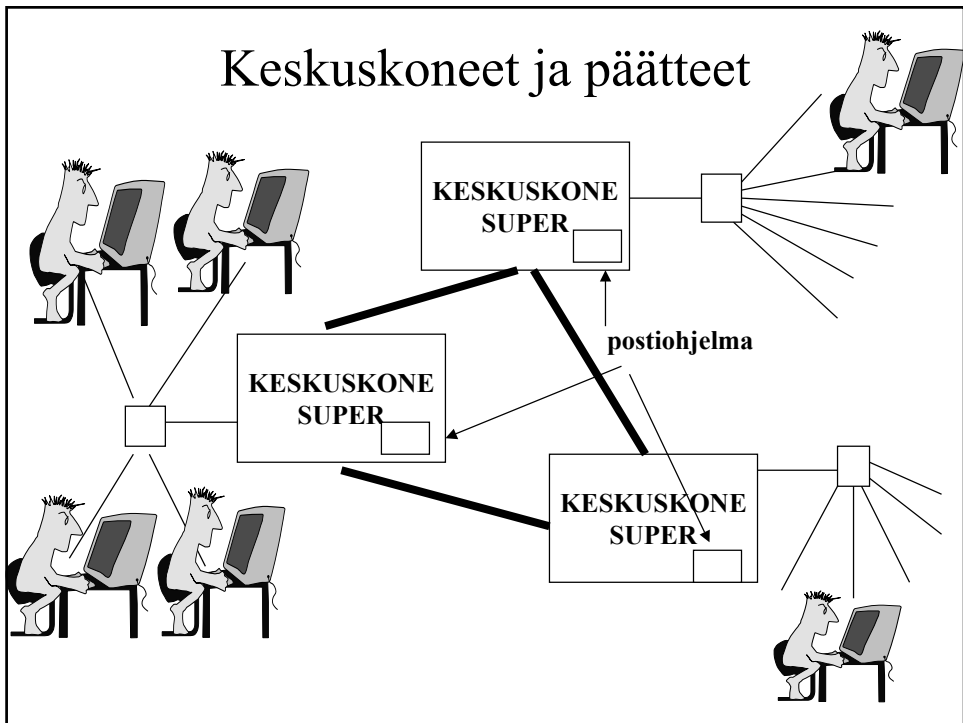 Keskuskoneet ja päätteet
KESKUSKONE
SUPER
postiohjelma
KESKUSKONE
SUPER
KESKUSKONE
SUPER